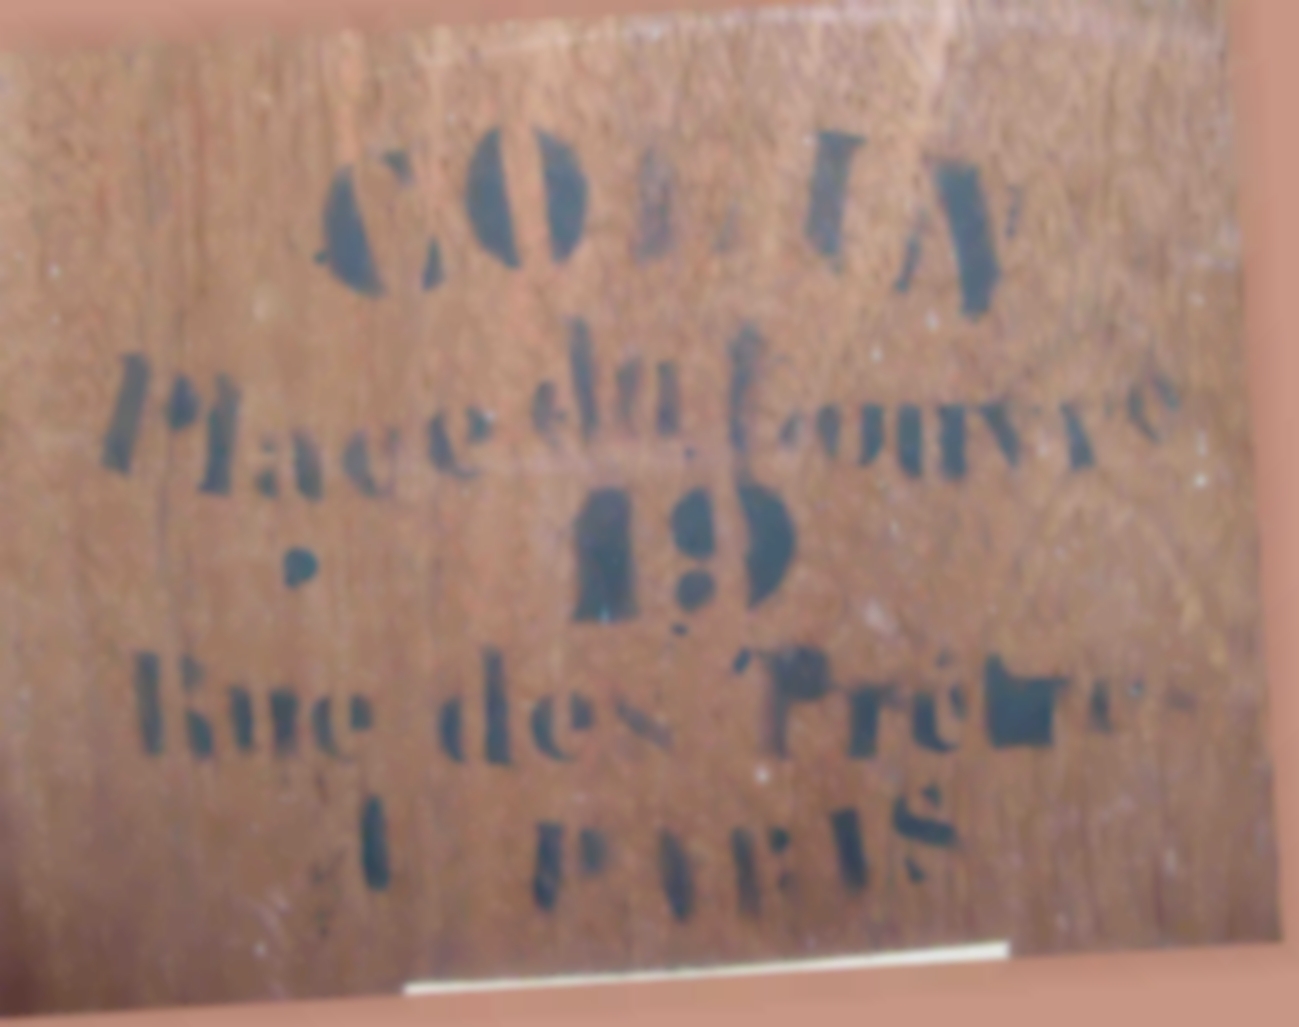 Place du Louvre
19
Rue des Prêtres
A PARIS